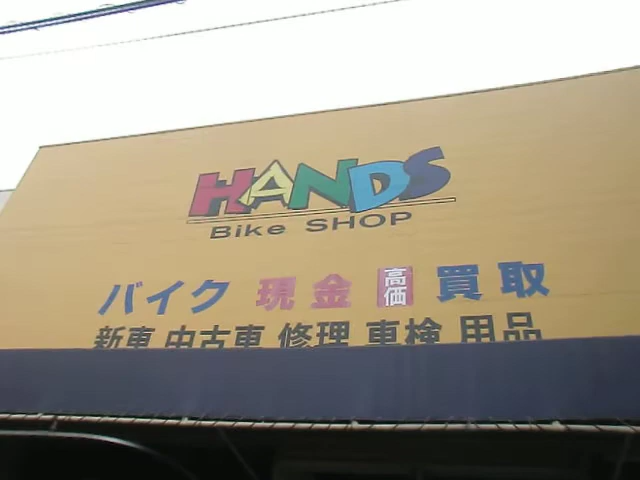 HANDS
Bike SHOP
バイク 現金 高価 買取
新車 中古車 修理 車検 用品